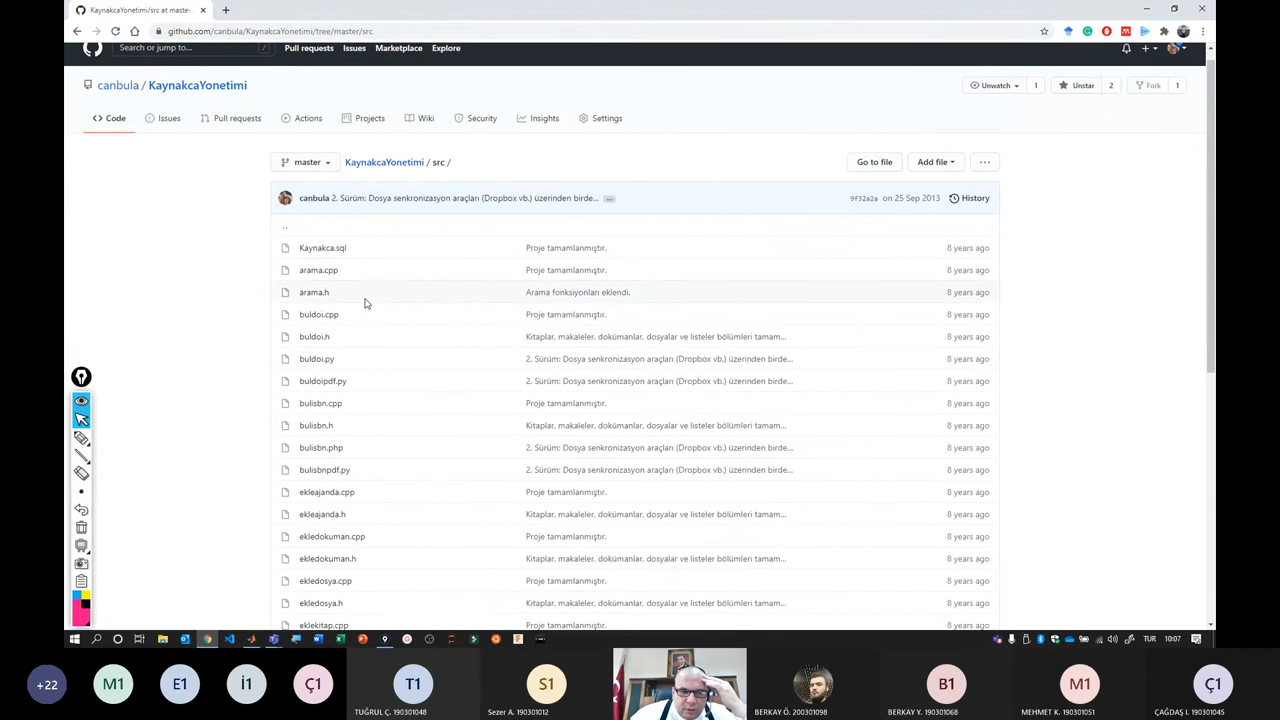 KaynakcaYonetimi/src at master
github.com/canbula/KaynakcaYonetimi/tree/master/src
Search or jump to... /
Pull requests Issues Marketplace Explore
canbula / KaynakcaYonetimi
Unwatch 1 Unstar 2 Fork 1
Code Issues Pull requests Actions Projects Wiki Security Insights Settings
master KaynakcaYonetimi / src / Go to file Add file ...
canbula 2. Sürüm: Dosya senkronizasyon araçları (Dropbox vb.) üzerinden birde... ... 9f32a2a on 25 Sep 2013 History
..
Kaynakca.sql Proje tamamlanmıştır. 8 years ago
arama.cpp Proje tamamlanmıştır. 8 years ago
arama.h Arama fonksiyonları eklendi. 8 years ago
buldoi.cpp Proje tamamlanmıştır. 8 years ago
buldoi.h Kitaplar, makaleler, dokümanlar, dosyalar ve listeler bölümleri tamam... 8 years ago
buldoi.py 2. Sürüm: Dosya senkronizasyon araçları (Dropbox vb.) üzerinden birde... 8 years ago
buldoipdf.py 2. Sürüm: Dosya senkronizasyon araçları (Dropbox vb.) üzerinden birde... 8 years ago
bulisbn.cpp Proje tamamlanmıştır. 8 years ago
bulisbn.h Kitaplar, makaleler, dokümanlar, dosyalar ve listeler bölümleri tamam... 8 years ago
bulisbn.php 2. Sürüm: Dosya senkronizasyon araçları (Dropbox vb.) üzerinden birde... 8 years ago
bulisbnpdf.py 2. Sürüm: Dosya senkronizasyon araçları (Dropbox vb.) üzerinden birde... 8 years ago
ekleajanda.cpp Proje tamamlanmıştır. 8 years ago
ekleajanda.h Kitaplar, makaleler, dokümanlar, dosyalar ve listeler bölümleri tamam... 8 years ago
ekledokuman.cpp Proje tamamlanmıştır. 8 years ago
ekledokuman.h Kitaplar, makaleler, dokümanlar, dosyalar ve listeler bölümleri tamam... 8 years ago
ekledosya.cpp Proje tamamlanmıştır. 8 years ago
ekledosya.h Kitaplar, makaleler, dokümanlar, dosyalar ve listeler bölümleri tamam... 8 years ago
eklekitap.cpp Proje tamamlanmıştır. 8 years ago
TUR 10:07
+22 M1 E1 İ1 Ç1 T1 S1 B1 M1 Ç1
TUĞRUL Ç. 190301048 Sezer A. 190301012 BERKAY Ö. 200301098 BERKAY Y. 190301068 MEHMET K. 190301051 ÇAĞDAŞ I. 190301045